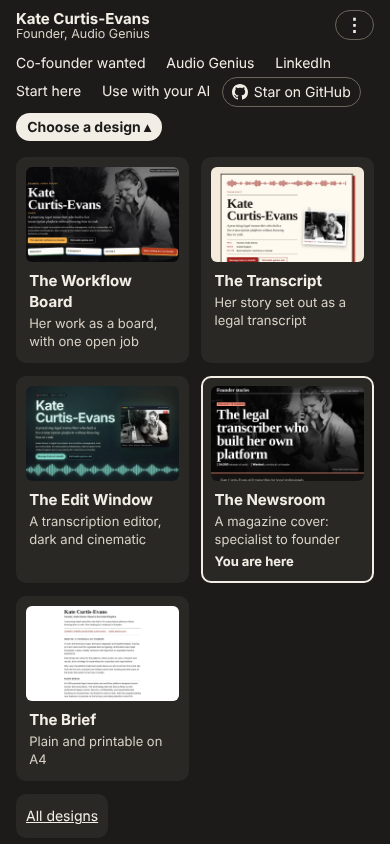 Kate Curtis-Evans
Founder, Audio Genius
Co-founder wanted
Audio Genius
LinkedIn
Start here
Use with your AI
Star on GitHub
Choose a design ▴
Kate
Curtis-Evans
The Workflow
Board
Her work as a board,
with one open job
Kate
Curtis-Evans
The Transcript
Her story set out as a
legal transcript
Kate
Curtis-Evans
The Edit Window
A transcription editor,
dark and cinematic
Founder stories
The legal
transcriber who
built her own
platform
The Newsroom
A magazine cover:
specialist to founder
You are here
Kate Curtis-Evans
The Brief
Plain and printable on
A4
All designs